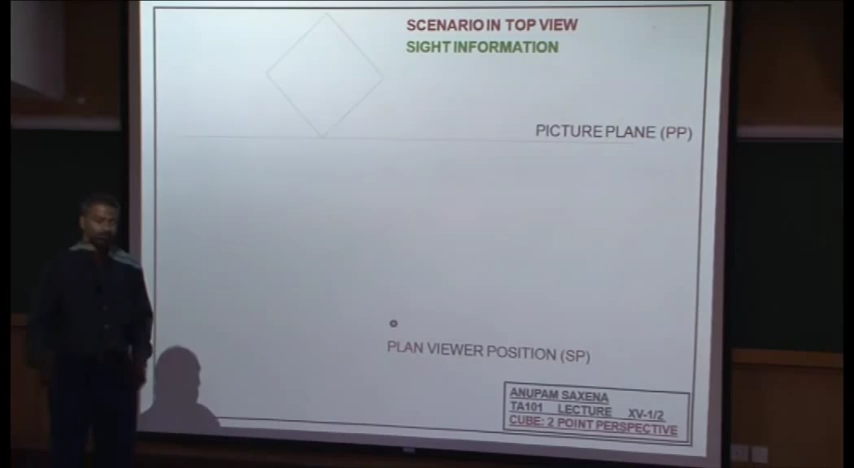 SCENARIO IN TOP VIEW
SIGHT INFORMATION
PICTURE PLANE (PP)
PLAN VIEWER POSITION (SP)
ANUPAM SAXENA
TA101 LECTURE XV-1/2
CUBE: 2 POINT PERSPECTIVE